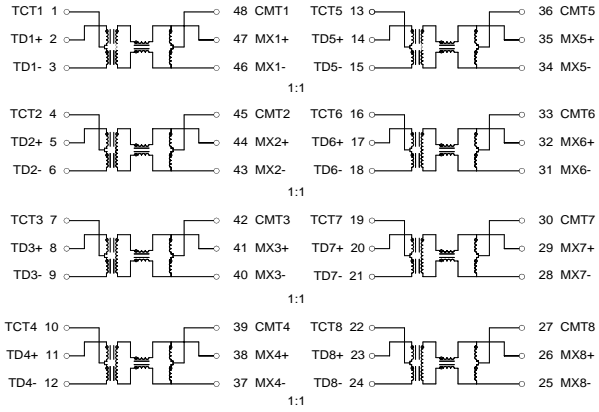 TCT1 1 48 CMT1 TCT5 13 36 CMT5
TD1+ 2 47 MX1+ TD5+ 14 35 MX5+
TD1- 3 46 MX1- TD5- 15 34 MX5-
1:1
TCT2 4 45 CMT2 TCT6 16 33 CMT6
TD2+ 5 44 MX2+ TD6+ 17 32 MX6+
TD2- 6 43 MX2- TD6- 18 31 MX6-
1:1
TCT3 7 42 CMT3 TCT7 19 30 CMT7
TD3+ 8 41 MX3+ TD7+ 20 29 MX7+
TD3- 9 40 MX3- TD7- 21 28 MX7-
1:1
TCT4 10 39 CMT4 TCT8 22 27 CMT8
TD4+ 11 38 MX4+ TD8+ 23 26 MX8+
TD4- 12 37 MX4- TD8- 24 25 MX8-
1:1